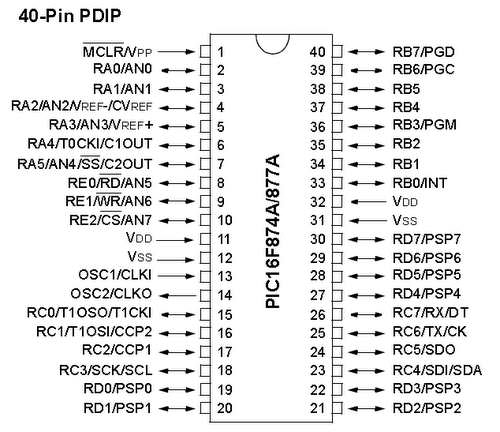 40-Pin PDIP
MCLR/VPP 1 40 RB7/PGD
RA0/AN0 2 39 RB6/PGC
RA1/AN1 3 38 RB5
RA2/AN2/VREF-/CVREF 4 37 RB4
RA3/AN3/VREF+ 5 36 RB3/PGM
RA4/T0CKI/C1OUT 6 35 RB2
RA5/AN4/SS/C2OUT 7 34 RB1
RE0/RD/AN5 8 33 RB0/INT
RE1/WR/AN6 9 32 VDD
RE2/CS/AN7 10 31 VSS
VDD 11 30 RD7/PSP7
VSS 12 29 RD6/PSP6
OSC1/CLKI 13 28 RD5/PSP5
OSC2/CLKO 14 27 RD4/PSP4
RC0/T1OSO/T1CKI 15 26 RC7/RX/DT
RC1/T1OSI/CCP2 16 25 RC6/TX/CK
RC2/CCP1 17 24 RC5/SDO
RC3/SCK/SCL 18 23 RC4/SDI/SDA
RD0/PSP0 19 22 RD3/PSP3
RD1/PSP1 20 21 RD2/PSP2
PIC16F874A/877A